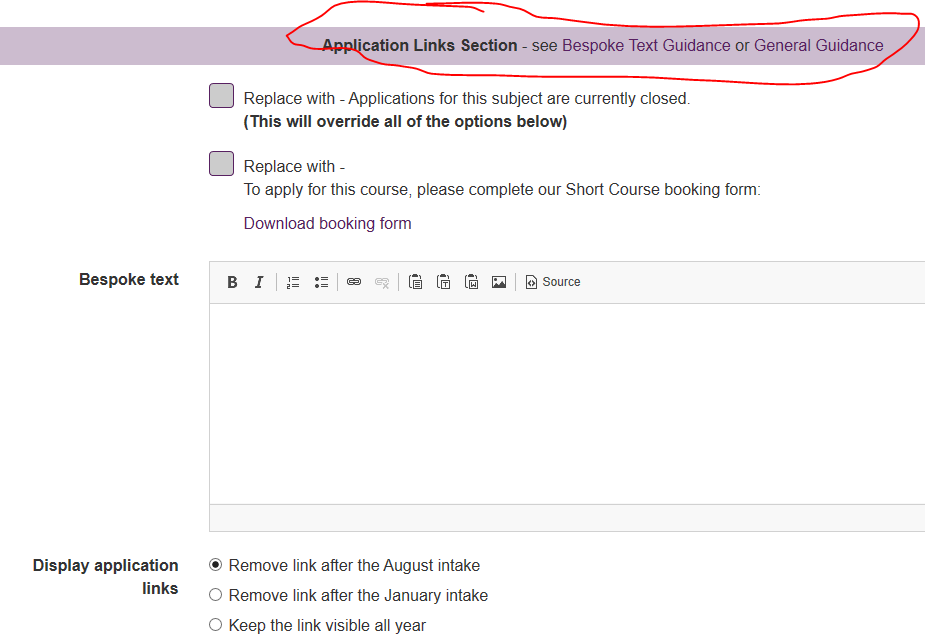 Application Links Section - see Bespoke Text Guidance or General Guidance
Replace with - Applications for this subject are currently closed.
(This will override all of the options below)
Replace with -
To apply for this course, please complete our Short Course booking form:
Download booking form
Bespoke text
B I Source
Display application
links
Remove link after the August intake
Remove link after the January intake
Keep the link visible all year